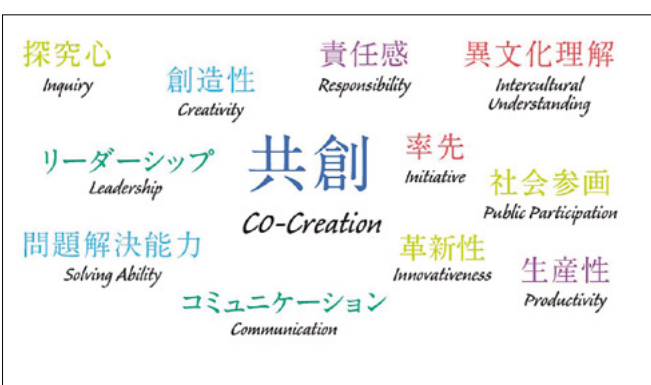 探究心
Inquiry
創造性
Creativity
責任感
Responsibility
異文化理解
Intercultural
Understanding
リーダーシップ
Leadership
共創
CO-Creation
率先
Initiative
社会参画
Public Participation
問題解決能力
Solving Ability
革新性
Innovativeness
生産性
Productivity
コミュニケーション
Communication